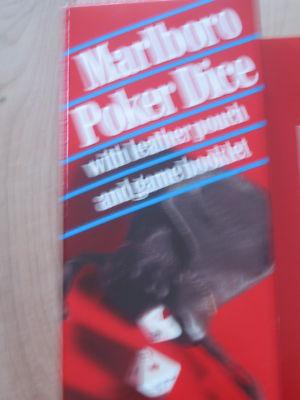 Marlboro
Poker Dice
with leather pouch
and game booklet